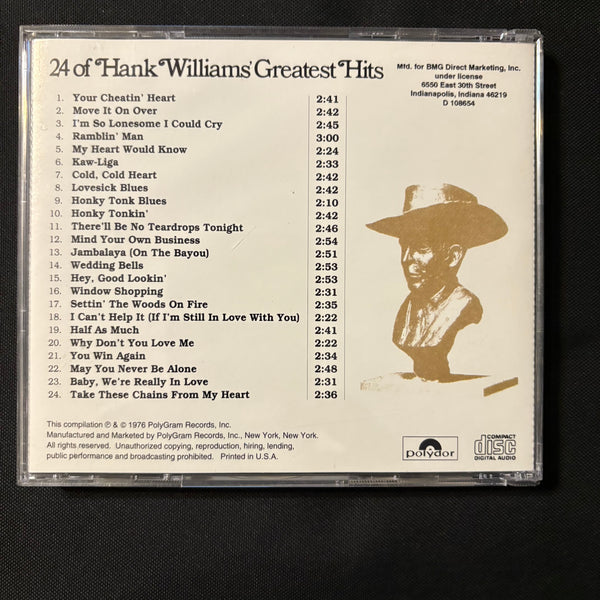 24 of Hank Williams' Greatest Hits
Mfd. for BMG Direct Marketing, Inc.
under license
6550 East 30th Street
Indianapolis, Indiana 46219
D 108654
1. Your Cheatin' Heart 2:41
2. Move It On Over 2:42
3. I'm So Lonesome I Could Cry 2:45
4. Ramblin' Man 3:00
5. My Heart Would Know 2:24
6. Kaw-Liga 2:33
7. Cold, Cold Heart 2:42
8. Lovesick Blues 2:42
9. Honky Tonk Blues 2:10
10. Honky Tonkin' 2:42
11. There'll Be No Teardrops Tonight 2:46
12. Mind Your Own Business 2:54
13. Jambalaya (On The Bayou) 2:51
14. Wedding Bells 2:53
15. Hey, Good Lookin' 2:53
16. Window Shopping 2:31
17. Settin' The Woods On Fire 2:35
18. I Can't Help It (If I'm Still In Love With You) 2:22
19. Half As Much 2:41
20. Why Don't You Love Me 2:22
21. You Win Again 2:34
22. May You Never Be Alone 2:48
23. Baby, We're Really In Love 2:31
24. Take These Chains From My Heart 2:36
This compilation ℗ & © 1976 PolyGram Records, Inc.
Manufactured and Marketed by PolyGram Records, Inc., New York, New York.
All rights reserved. Unauthorized copying, reproduction, hiring, lending,
public performance and broadcasting prohibited. Printed in U.S.A.
polydor
COMPACT
disc
DIGITAL AUDIO